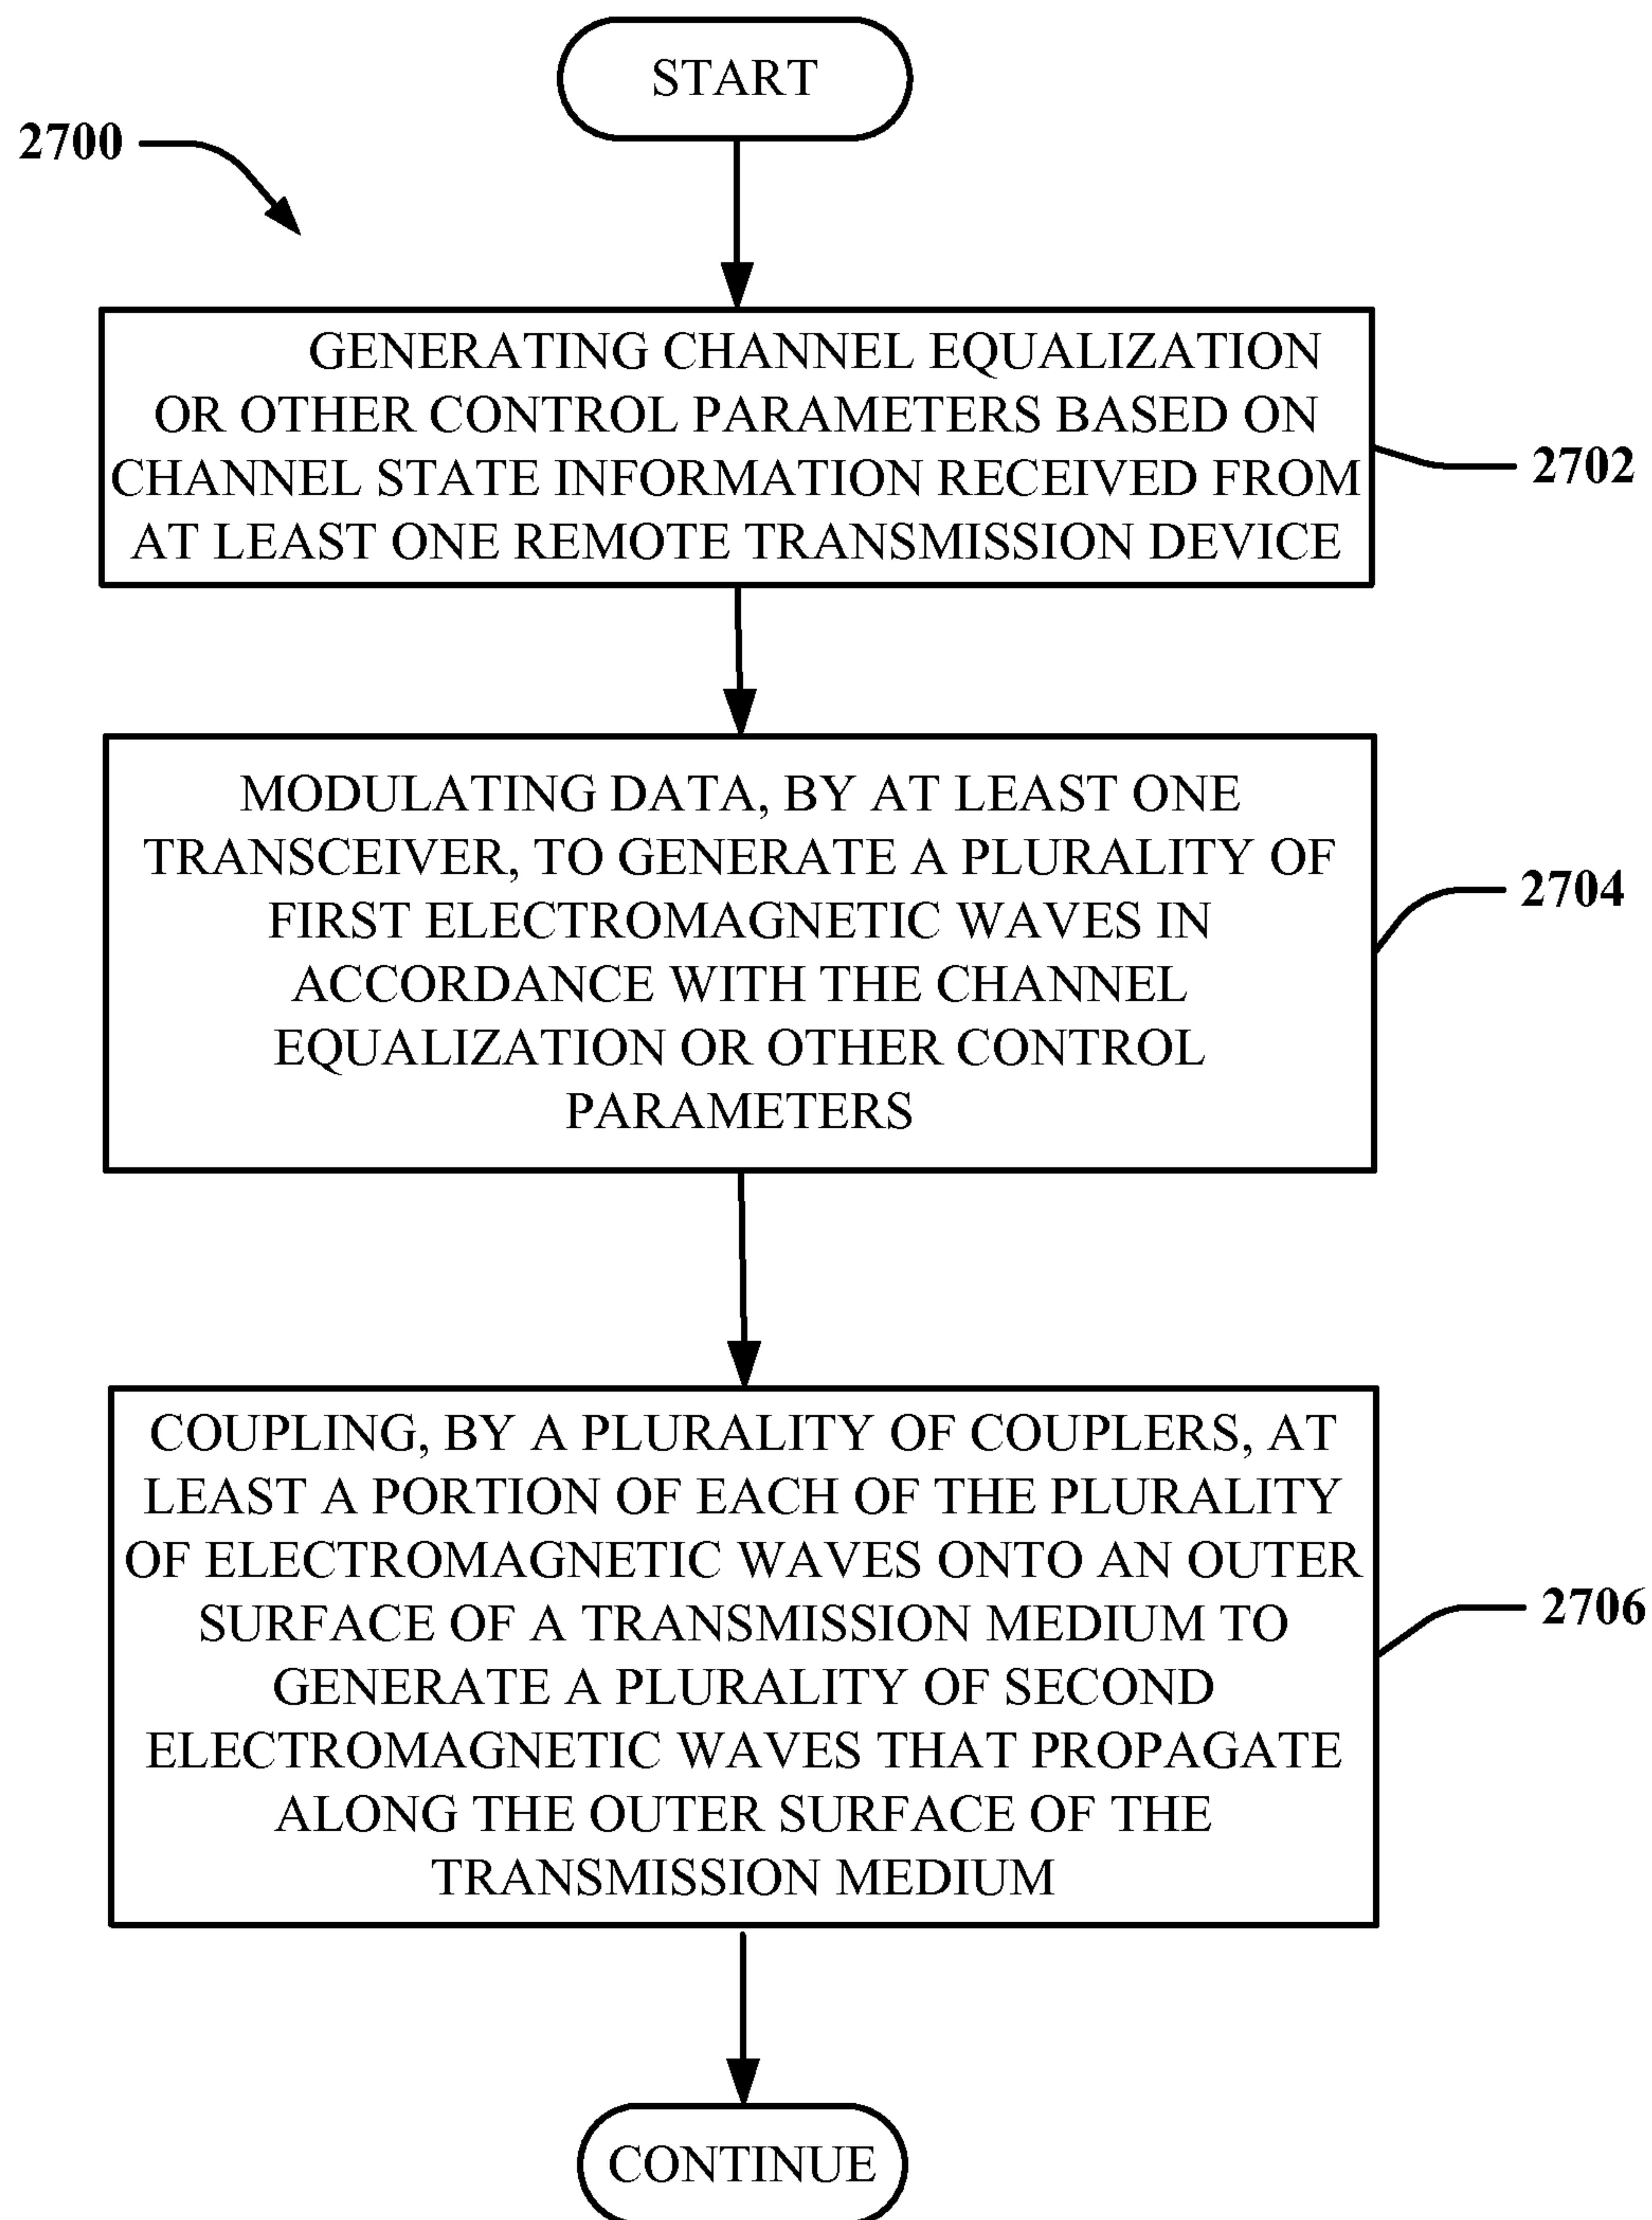 START
2700
GENERATING CHANNEL EQUALIZATION
OR OTHER CONTROL PARAMETERS BASED ON
CHANNEL STATE INFORMATION RECEIVED FROM
AT LEAST ONE REMOTE TRANSMISSION DEVICE
2702
MODULATING DATA, BY AT LEAST ONE
TRANSCEIVER, TO GENERATE A PLURALITY OF
FIRST ELECTROMAGNETIC WAVES IN
ACCORDANCE WITH THE CHANNEL
EQUALIZATION OR OTHER CONTROL
PARAMETERS
2704
COUPLING, BY A PLURALITY OF COUPLERS, AT
LEAST A PORTION OF EACH OF THE PLURALITY
OF ELECTROMAGNETIC WAVES ONTO AN OUTER
SURFACE OF A TRANSMISSION MEDIUM TO
GENERATE A PLURALITY OF SECOND
ELECTROMAGNETIC WAVES THAT PROPAGATE
ALONG THE OUTER SURFACE OF THE
TRANSMISSION MEDIUM
2706
CONTINUE